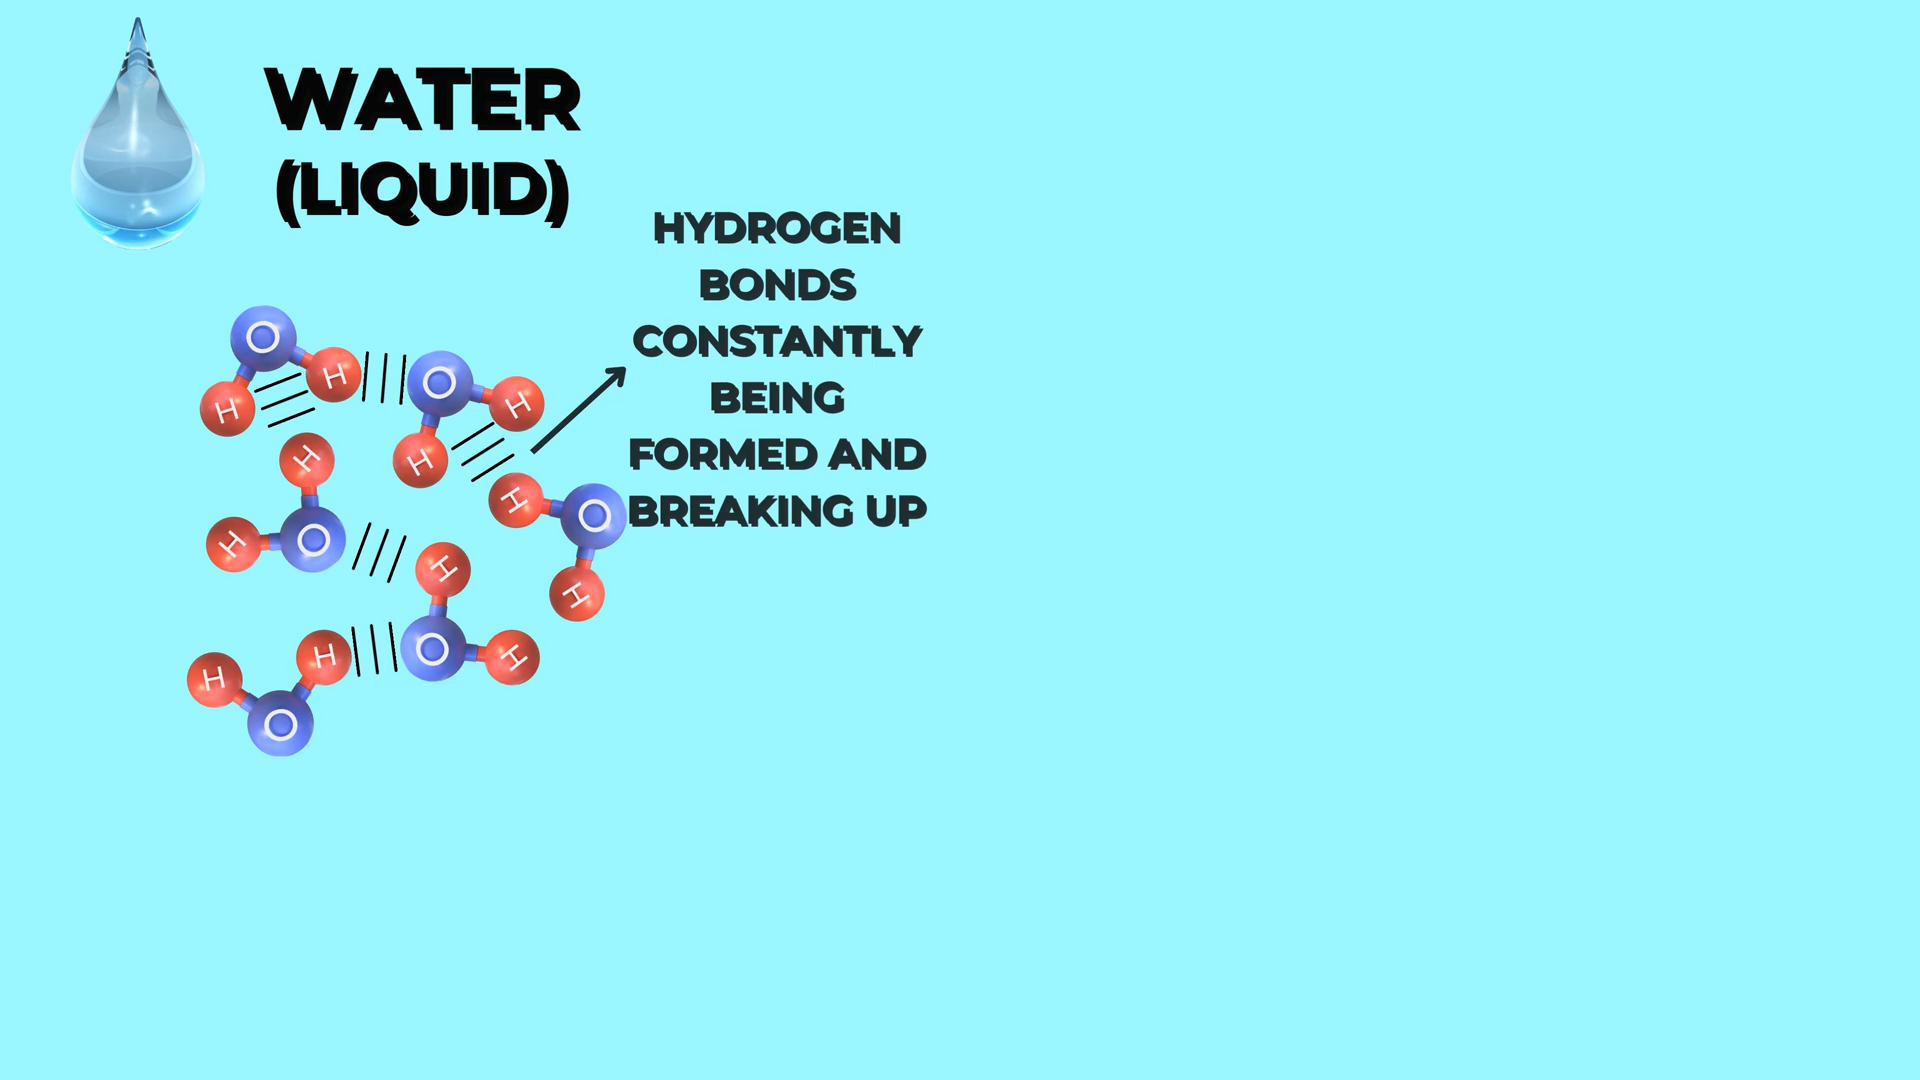 WATER
(LIQUID)
HYDROGEN
BONDS
CONSTANTLY
BEING
FORMED AND
BREAKING UP
O
H
H
O
H
H
H
H
O
H
O
H
H
O
H
H
H
O